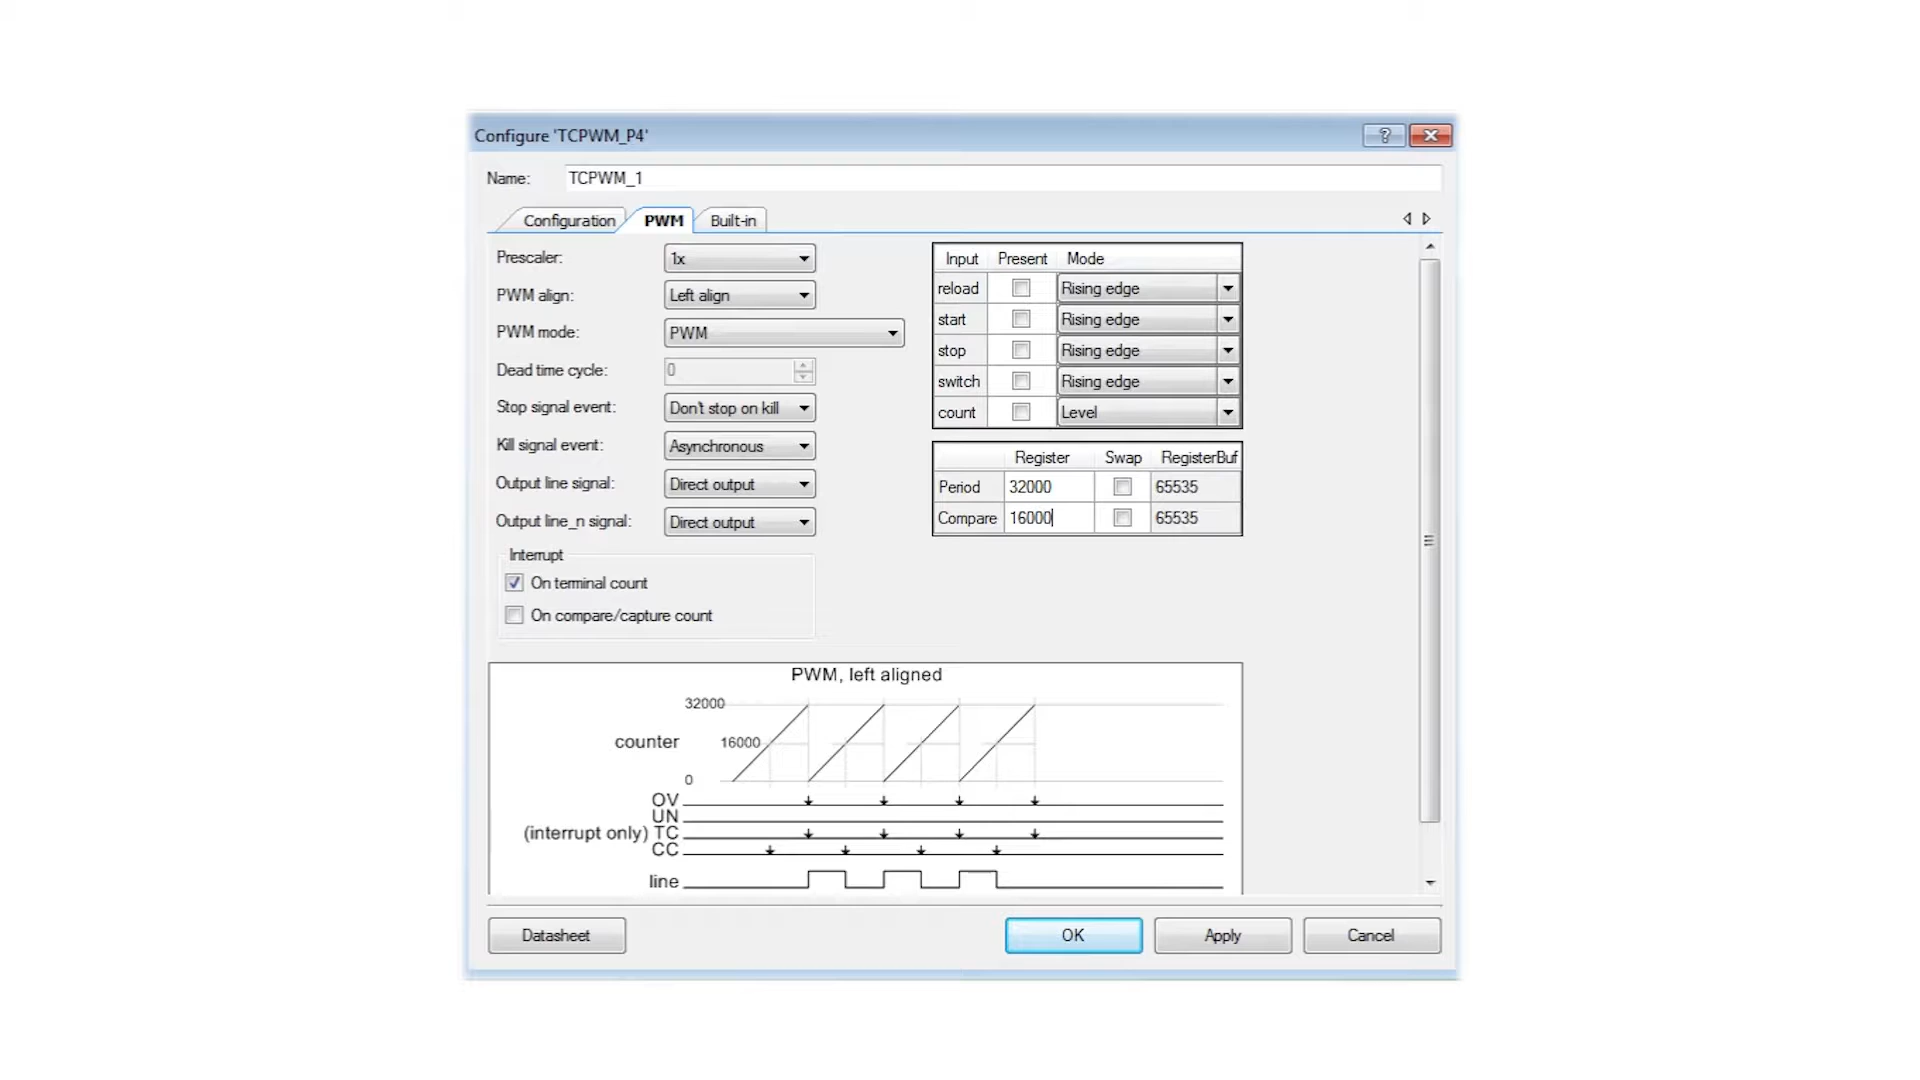 Configure 'TCPWM_P4'
?
Name: TCPWM_1
Configuration PWM Built-in
Prescaler: 1x
PWM align: Left align
PWM mode: PWM
Dead time cycle: 0
Stop signal event: Don't stop on kill
Kill signal event: Asynchronous
Output line signal: Direct output
Output line_n signal: Direct output
Interrupt
On terminal count
On compare/capture count
Input Present Mode
reload Rising edge
start Rising edge
stop Rising edge
switch Rising edge
count Level
Register Swap RegisterBuf
Period 32000 65535
Compare 16000 65535
PWM, left aligned
32000
counter 16000
0
OV
UN
(interrupt only) TC
CC
line
Datasheet OK Apply Cancel